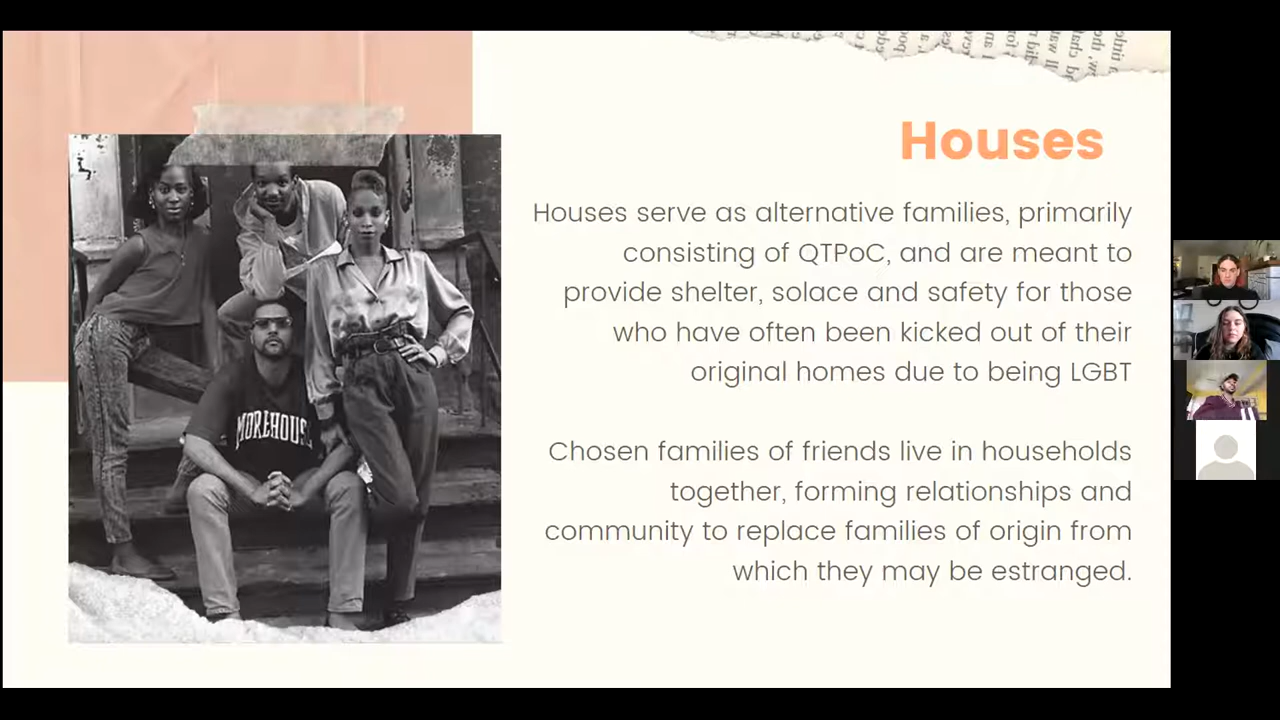 Houses
Houses serve as alternative families, primarily
consisting of QTPoC, and are meant to
provide shelter, solace and safety for those
who have often been kicked out of their
original homes due to being LGBT
Chosen families of friends live in households
together, forming relationships and
community to replace families of origin from
which they may be estranged.
MOREHOUSE